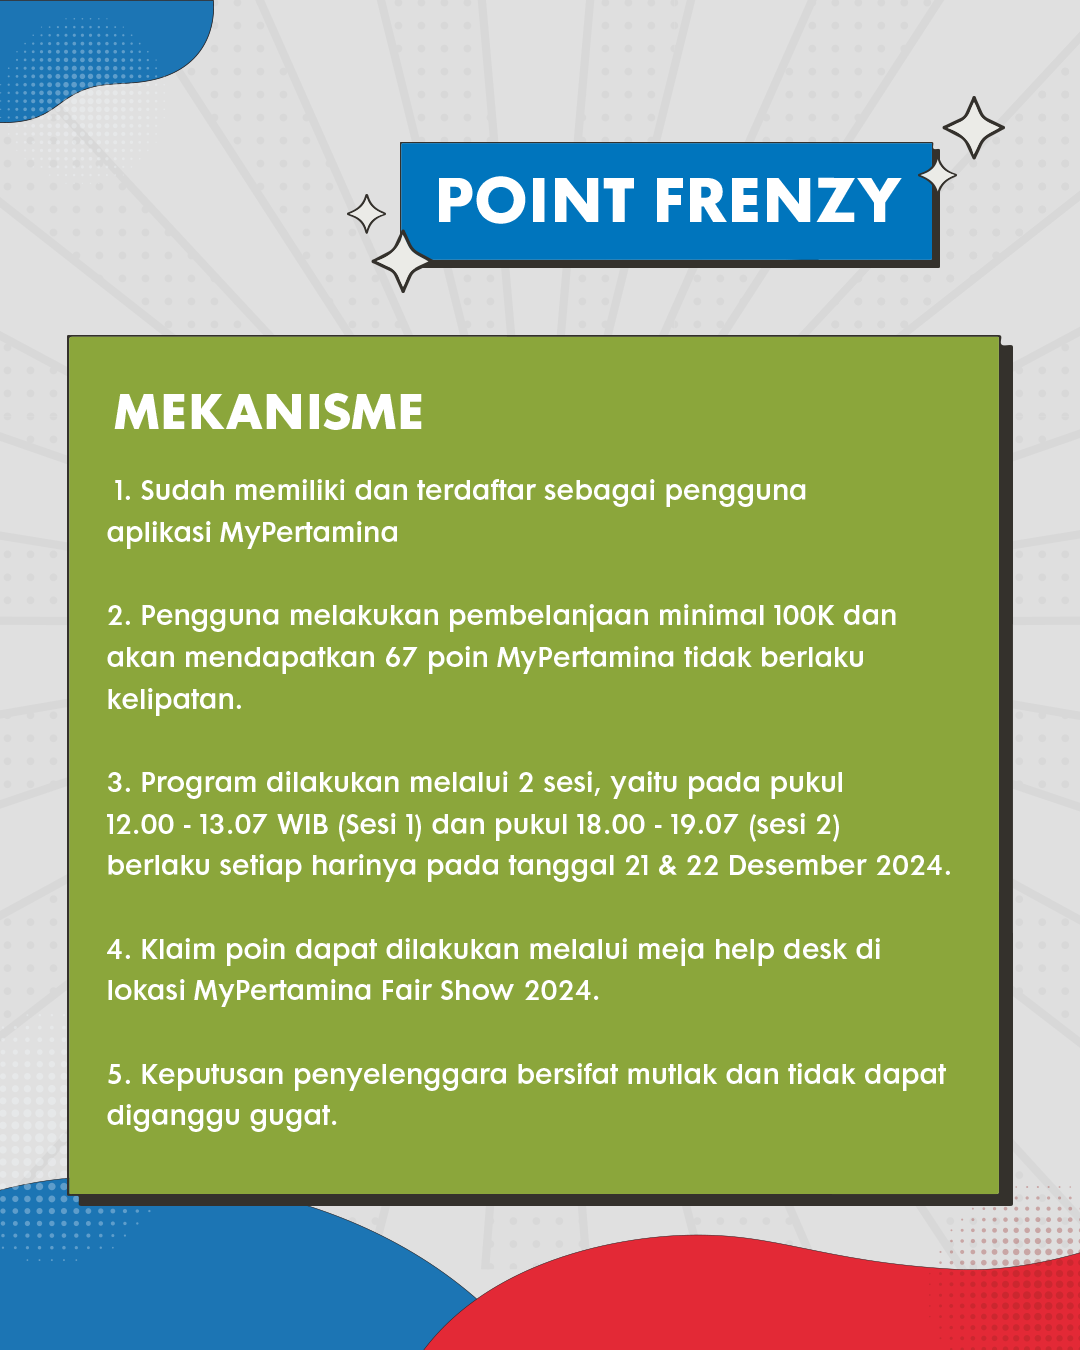 POINT FRENZY
MEKANISME
1. Sudah memiliki dan terdaftar sebagai pengguna
aplikasi MyPertamina
2. Pengguna melakukan pembelanjaan minimal 100K dan
akan mendapatkan 67 poin MyPertamina tidak berlaku
kelipatan.
3. Program dilakukan melalui 2 sesi, yaitu pada pukul
12.00 - 13.07 WIB (Sesi 1) dan pukul 18.00 - 19.07 (sesi 2)
berlaku setiap harinya pada tanggal 21 & 22 Desember 2024.
4. Klaim poin dapat dilakukan melalui meja help desk di
lokasi MyPertamina Fair Show 2024.
5. Keputusan penyelenggara bersifat mutlak dan tidak dapat
diganggu gugat.